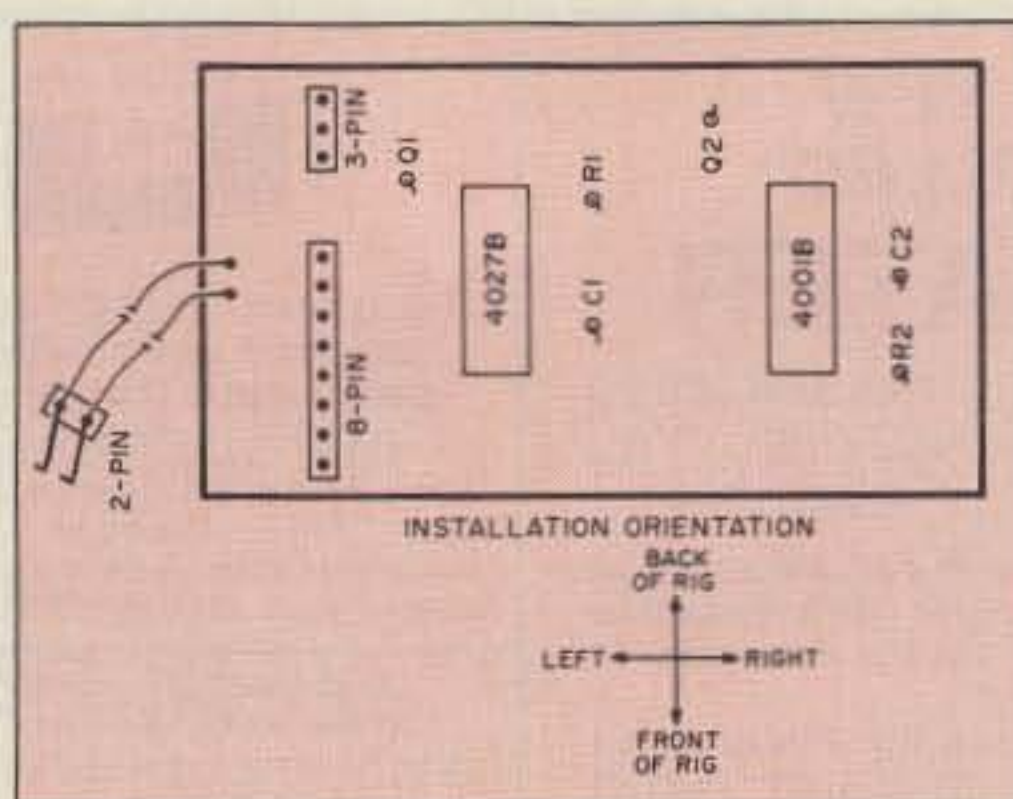 3-PIN
Q1
R1
Q2
4027B
4001B
C2
C1
R2
8-PIN
2-PIN
INSTALLATION ORIENTATION
BACK
OF RIG
LEFT
RIGHT
FRONT
OF RIG